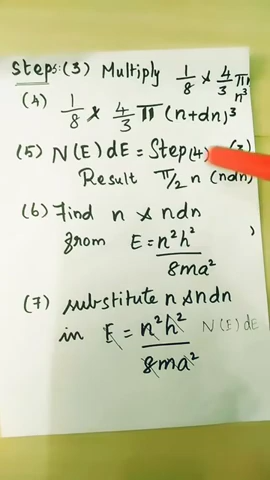 Steps: (3) Multiply 1/8 × 4/3 πn³
(4) 1/8 × 4/3 π (n+dn)³
(5) N(E) dE = Step (4) - (3)
Result π/2 n (ndn)
(6) Find n & ndn
from E = n²h²/8ma²
(7) substitute n & ndn
in E = n²h²/8ma² N(E) dE